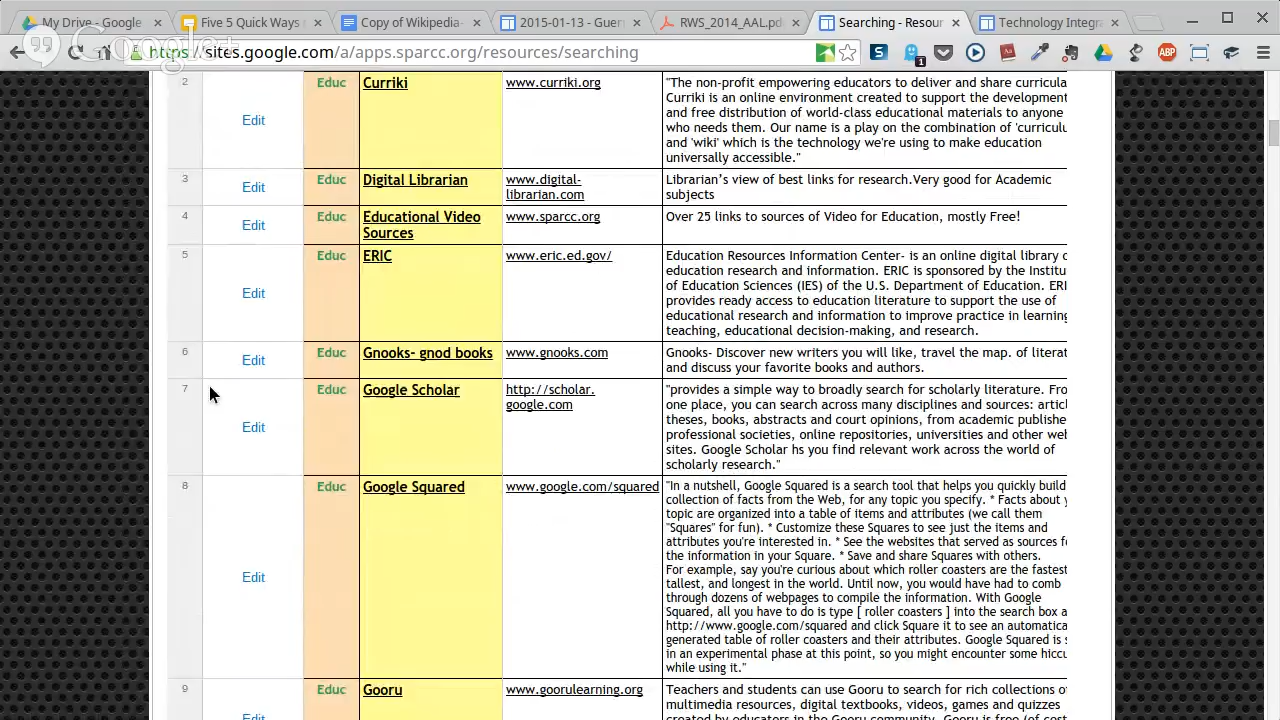 My Drive - Google
Five 5 Quick Ways
Copy of Wikipedia-
2015-01-13 - Guer
RWS_2014_AAL.pd
Searching - Resour
Technology Integra
Google+
https://sites.google.com/a/apps.sparcc.org/resources/searching
1
ABP
2
Edit
Educ
Curriki
www.curriki.org
"The non-profit empowering educators to deliver and share curricula
Curriki is an online environment created to support the development
and free distribution of world-class educational materials to anyone
who needs them. Our name is a play on the combination of 'curriculu
and 'wiki' which is the technology we're using to make education
universally accessible."
3
Edit
Educ
Digital Librarian
www.digital-
librarian.com
Librarian's view of best links for research.Very good for Academic
subjects
4
Edit
Educ
Educational Video
Sources
www.sparcc.org
Over 25 links to sources of Video for Education, mostly Free!
5
Edit
Educ
ERIC
www.eric.ed.gov/
Education Resources Information Center- is an online digital library o
education research and information. ERIC is sponsored by the Institu
of Education Sciences (IES) of the U.S. Department of Education. ERI
provides ready access to education literature to support the use of
educational research and information to improve practice in learning
teaching, educational decision-making, and research.
6
Edit
Educ
Gnooks- gnod books
www.gnooks.com
Gnooks- Discover new writers you will like, travel the map. of literat
and discuss your favorite books and authors.
7
Edit
Educ
Google Scholar
http://scholar.
google.com
"provides a simple way to broadly search for scholarly literature. Fro
one place, you can search across many disciplines and sources: articl
theses, books, abstracts and court opinions, from academic publishe
professional societies, online repositories, universities and other web
sites. Google Scholar hs you find relevant work across the world of
scholarly research."
8
Edit
Educ
Google Squared
www.google.com/squared
"In a nutshell, Google Squared is a search tool that helps you quickly build
collection of facts from the Web, for any topic you specify. * Facts about y
topic are organized into a table of items and attributes (we call them
"Squares" for fun). * Customize these Squares to see just the items and
attributes you're interested in. * See the websites that served as sources fo
the information in your Square. * Save and share Squares with others.
For example, say you're curious about which roller coasters are the fastest
tallest, and longest in the world. Until now, you would have had to comb
through dozens of webpages to compile the information. With Google
Squared, all you have to do is type [ roller coasters ] into the search box a
http://www.google.com/squared and click Square it to see an automatica
generated table of roller coasters and their attributes. Google Squared is s
in an experimental phase at this point, so you might encounter some hiccu
while using it."
9
Edit
Educ
Gooru
www.goorulearning.org
Teachers and students can use Gooru to search for rich collections of
multimedia resources, digital textbooks, videos, games and quizzes
created by educators in the Gooru community. Gooru is free (of cost